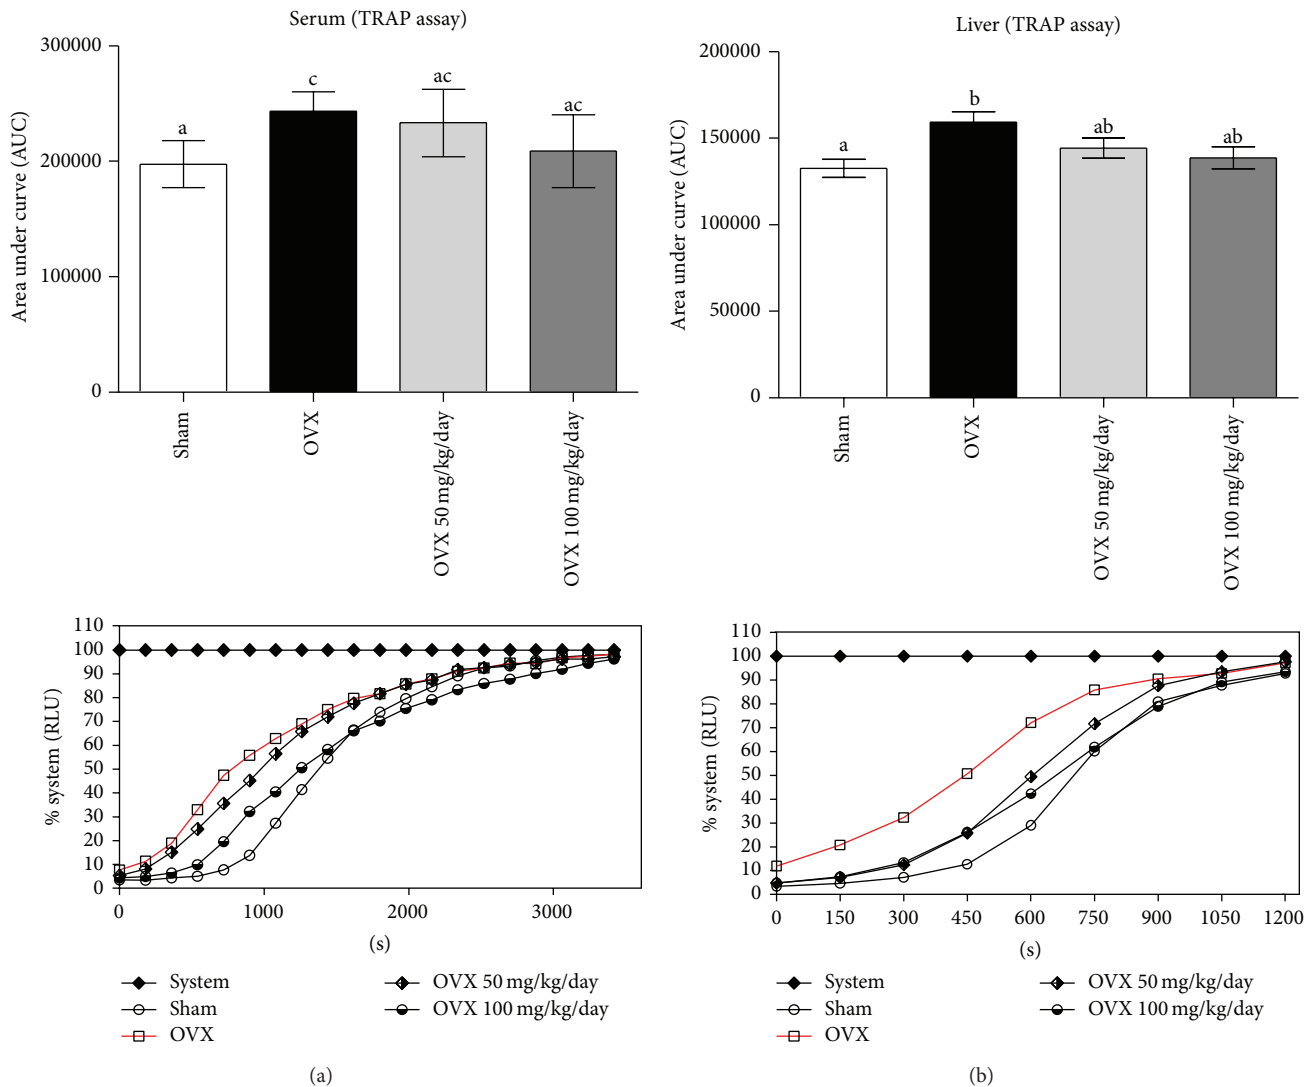 Serum (TRAP assay)
300000
200000
100000
0
Area under curve (AUC)
a
c
ac
ac
Sham
OVX
OVX 50 mg/kg/day
OVX 100 mg/kg/day
110
100
90
80
70
60
50
40
30
20
10
0
% system (RLU)
0 1000 2000 3000
(s)
System
Sham
OVX
OVX 50 mg/kg/day
OVX 100 mg/kg/day
(a)
Liver (TRAP assay)
200000
150000
100000
50000
0
Area under curve (AUC)
a
b
ab
ab
Sham
OVX
OVX 50 mg/kg/day
OVX 100 mg/kg/day
110
100
90
80
70
60
50
40
30
20
10
0
% system (RLU)
0 150 300 450 600 750 900 1050 1200
(s)
System
Sham
OVX
OVX 50 mg/kg/day
OVX 100 mg/kg/day
(b)